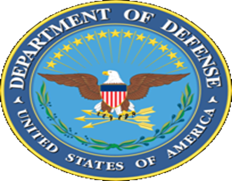 DEPARTMENT OF DEFENSE
UNITED STATES OF AMERICA